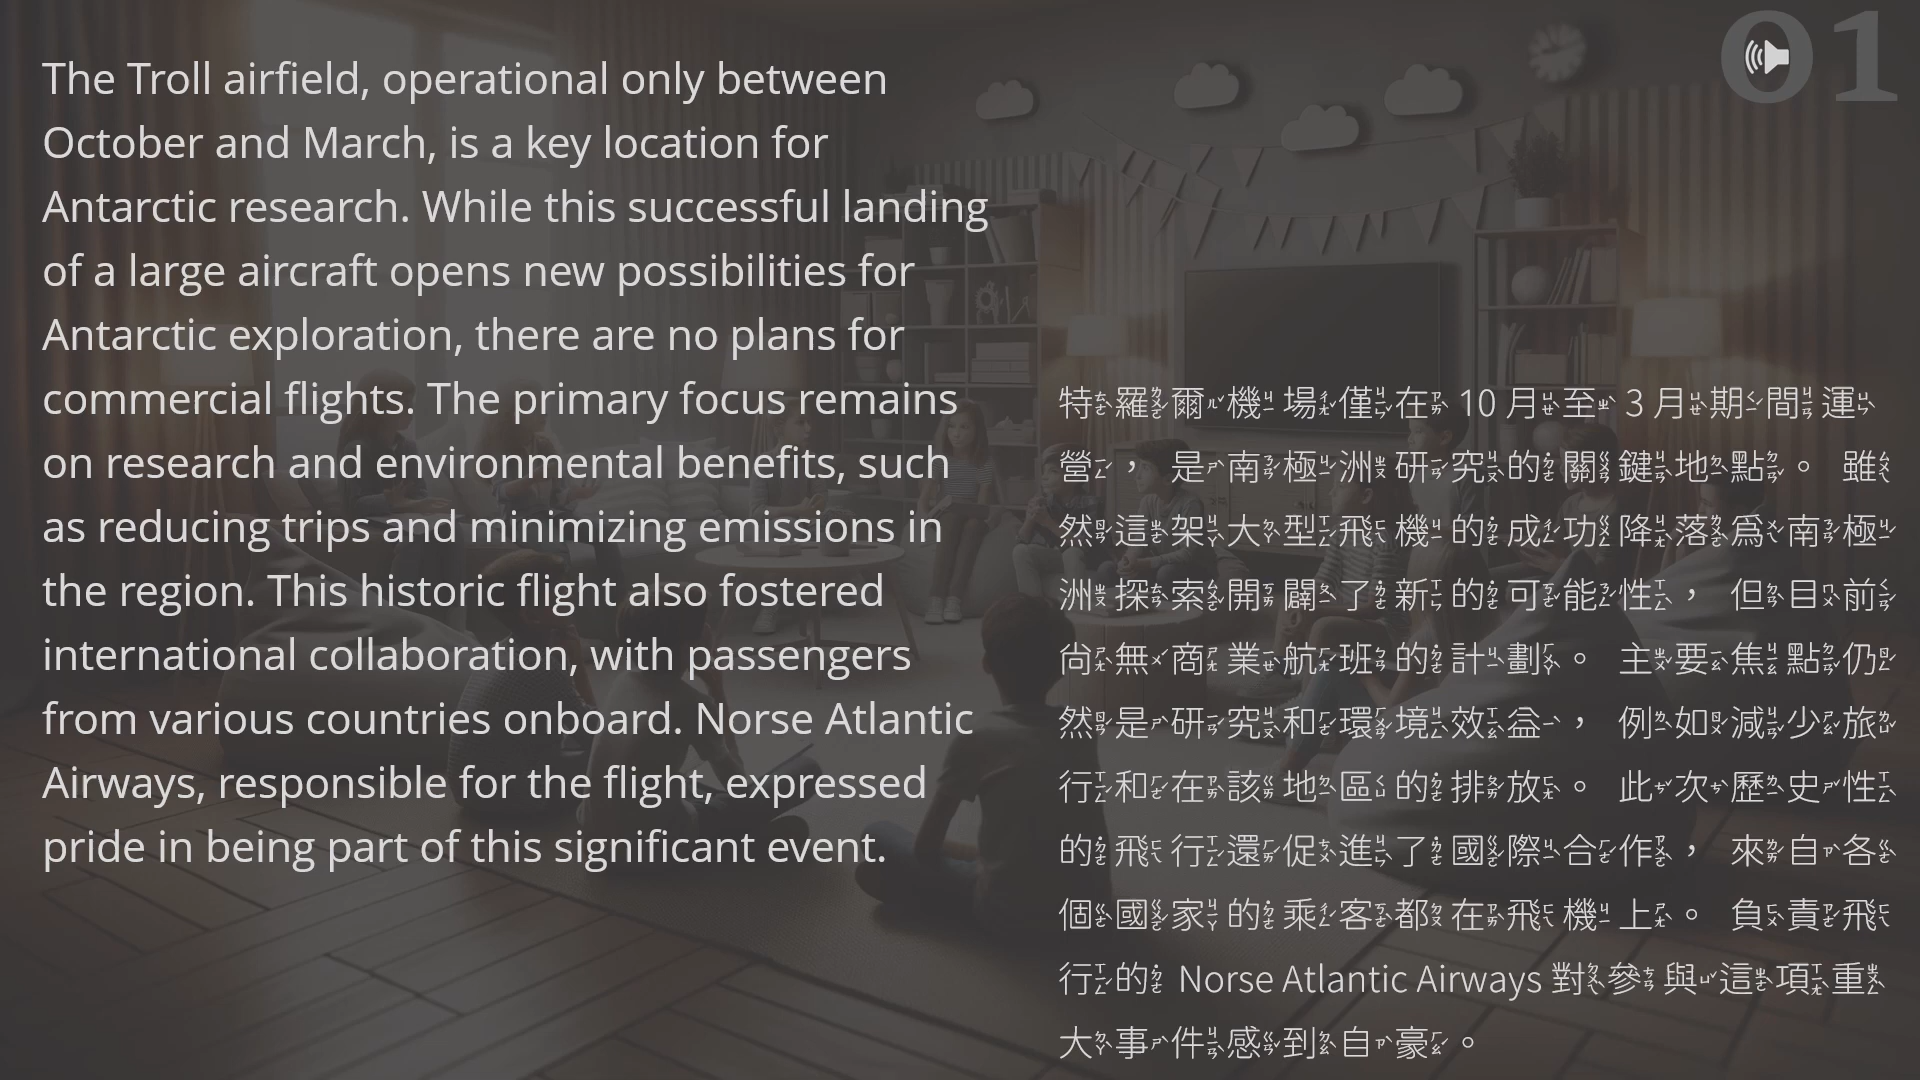 01
The Troll airfield, operational only between
October and March, is a key location for
Antarctic research. While this successful landing
of a large aircraft opens new possibilities for
Antarctic exploration, there are no plans for
commercial flights. The primary focus remains
on research and environmental benefits, such
as reducing trips and minimizing emissions in
the region. This historic flight also fostered
international collaboration, with passengers
from various countries onboard. Norse Atlantic
Airways, responsible for the flight, expressed
pride in being part of this significant event.
特羅爾機場僅在 10 月至 3 月期間運
營，是南極洲研究的關鍵地點。雖
然這架大型飛機的成功降落為南極
洲探索開闢了新的可能性，但目前
尚無商業航班的計劃。主要焦點仍
然是研究和環境效益，例如減少旅
行和在該地區的排放。此次歷史性
的飛行還促進了國際合作，來自各
個國家的乘客都在飛機上。負責飛
行的 Norse Atlantic Airways 對參與這項重
大事件感到自豪。